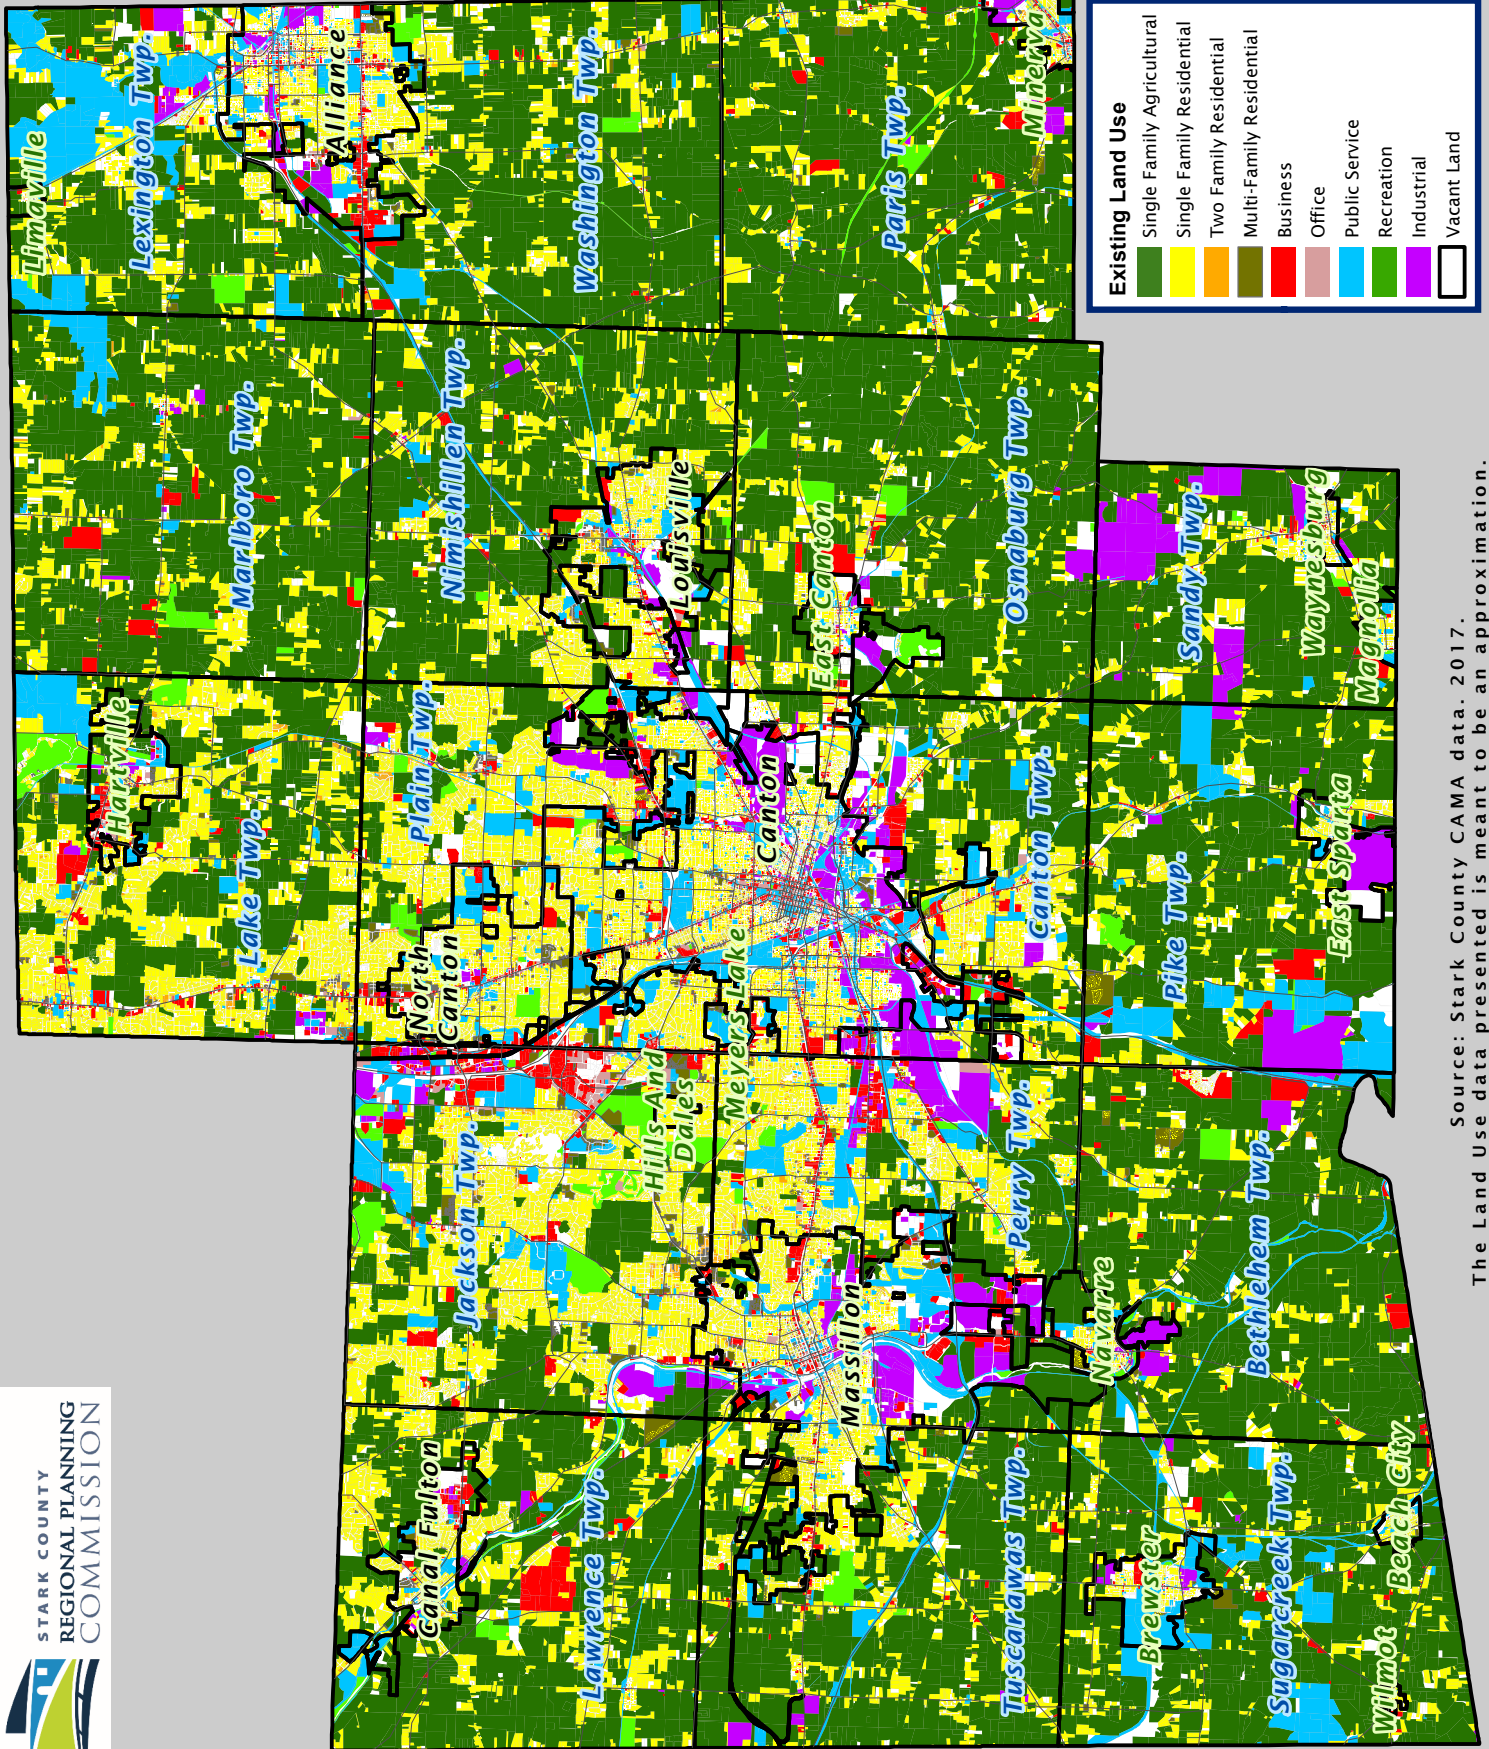 STARK COUNTY
REGIONAL PLANNING
COMMISSION
Limaville
Lexington Twp.
Alliance
Washington Twp.
Paris Twp.
Minerva
Marlboro Twp.
Nimishillen Twp.
Louisville
East Canton
Osnaburg Twp.
Sandy Twp.
Waynesburg
Magnolia
Hartville
Lake Twp.
Plain Twp.
North
Canton
Canton
Meyers Lake
Canton Twp.
Pike Twp.
East Sparta
Jackson Twp.
Hills And
Dales
Perry Twp.
Massillon
Navarre
Bethlehem Twp.
Canal Fulton
Lawrence Twp.
Tuscarawas Twp.
Brewster
Sugarcreek Twp.
Beach City
Wilmot
Existing Land Use
Single Family Agricultural
Single Family Residential
Two Family Residential
Multi-Family Residential
Business
Office
Public Service
Recreation
Industrial
Vacant Land
Source: Stark County CAMA data. 2017.
The Land Use data presented is meant to be an approximation.